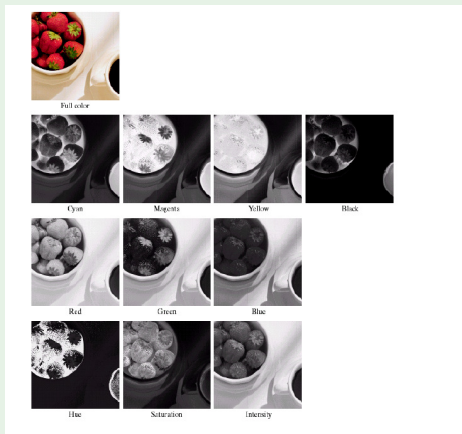 Full color
Cyan
Magenta
Yellow
Black
Red
Green
Blue
Hue
Saturation
Intensity